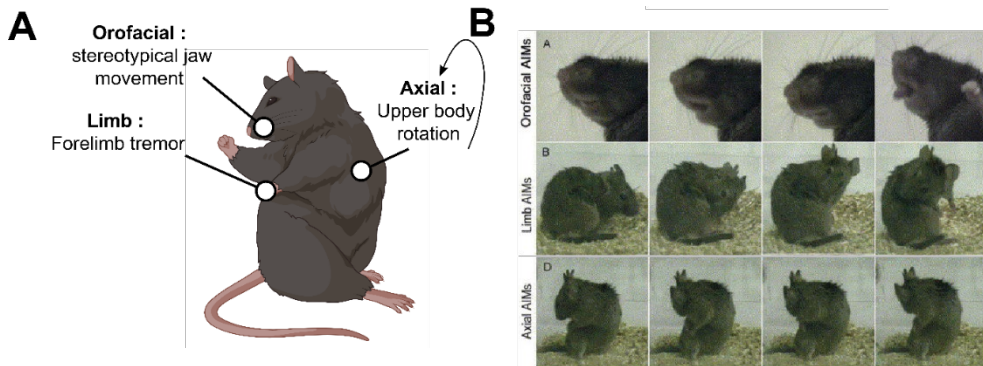 A
Orofacial :
stereotypical jaw
movement
Limb :
Forelimb tremor
Axial :
Upper body
rotation
B
Orofacial AIMs
A
Limb AIMs
B
Axial AIMs
D